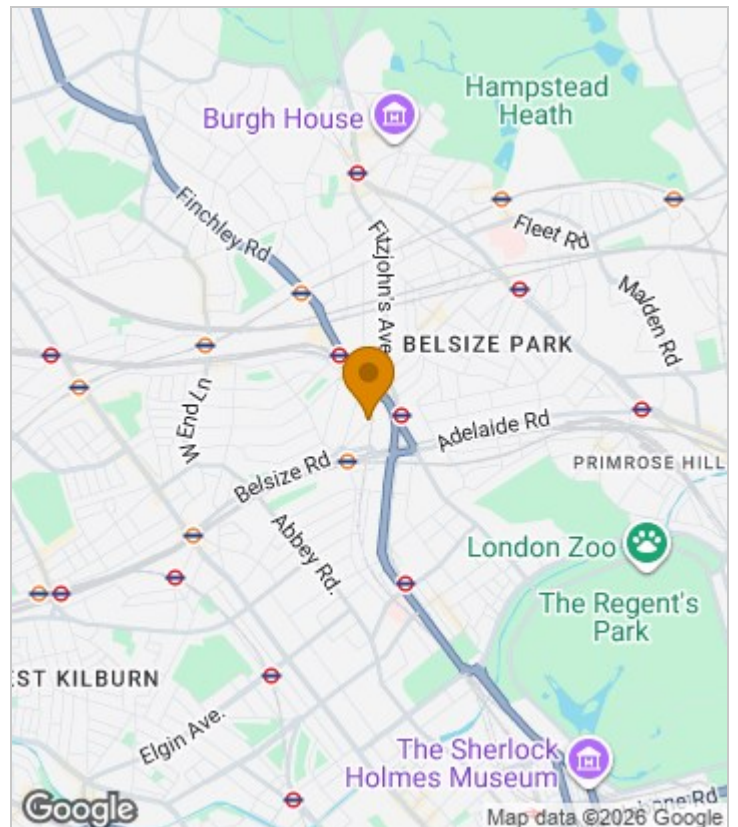 Hampstead
Heath
Burgh House
Finchley Rd
Fitzjohn's Ave
Fleet Rd
Malden Rd
BELSIZE PARK
W End Ln
Adelaide Rd
Belsize Rd
PRIMROSE HILL
Abbey Rd.
London Zoo
The Regent's
Park
EST KILBURN
Elgin Ave.
The Sherlock
Holmes Museum
Google
Map data ©2026 Google